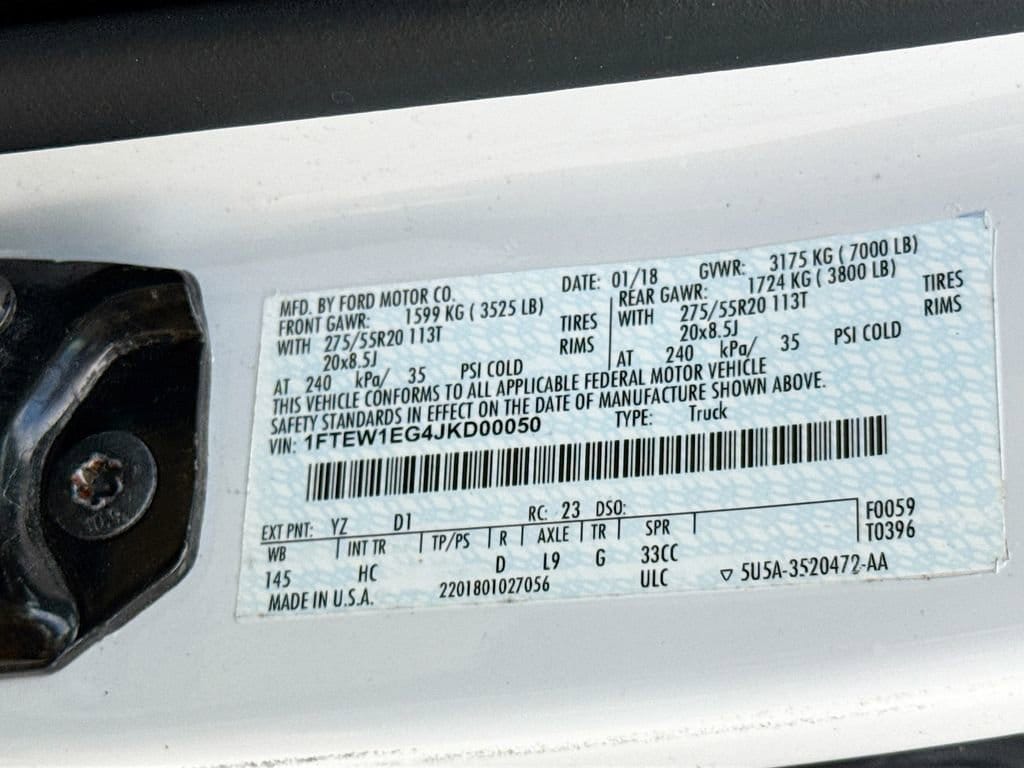 MFD. BY FORD MOTOR CO. DATE: 01/18 GVWR: 3175 KG ( 7000 LB)
FRONT GAWR: 1599 KG ( 3525 LB) REAR GAWR: 1724 KG ( 3800 LB)
WITH 275/55R20 113T TIRES WITH 275/55R20 113T TIRES
20x8.5J RIMS 20x8.5J RIMS
AT 240 kPa/ 35 PSI COLD AT 240 kPa/ 35 PSI COLD
THIS VEHICLE CONFORMS TO ALL APPLICABLE FEDERAL MOTOR VEHICLE
SAFETY STANDARDS IN EFFECT ON THE DATE OF MANUFACTURE SHOWN ABOVE.
VIN: 1FTEW1EG4JKD00050 TYPE: Truck
EXT PNT: YZ D1 RC: 23 DSO: F0059
WB INT TR TP/PS R AXLE TR SPR T0396
145 HC D L9 G 33CC
MADE IN U.S.A. 2201801027056 ULC ▽ 5U5A-3520472-AA